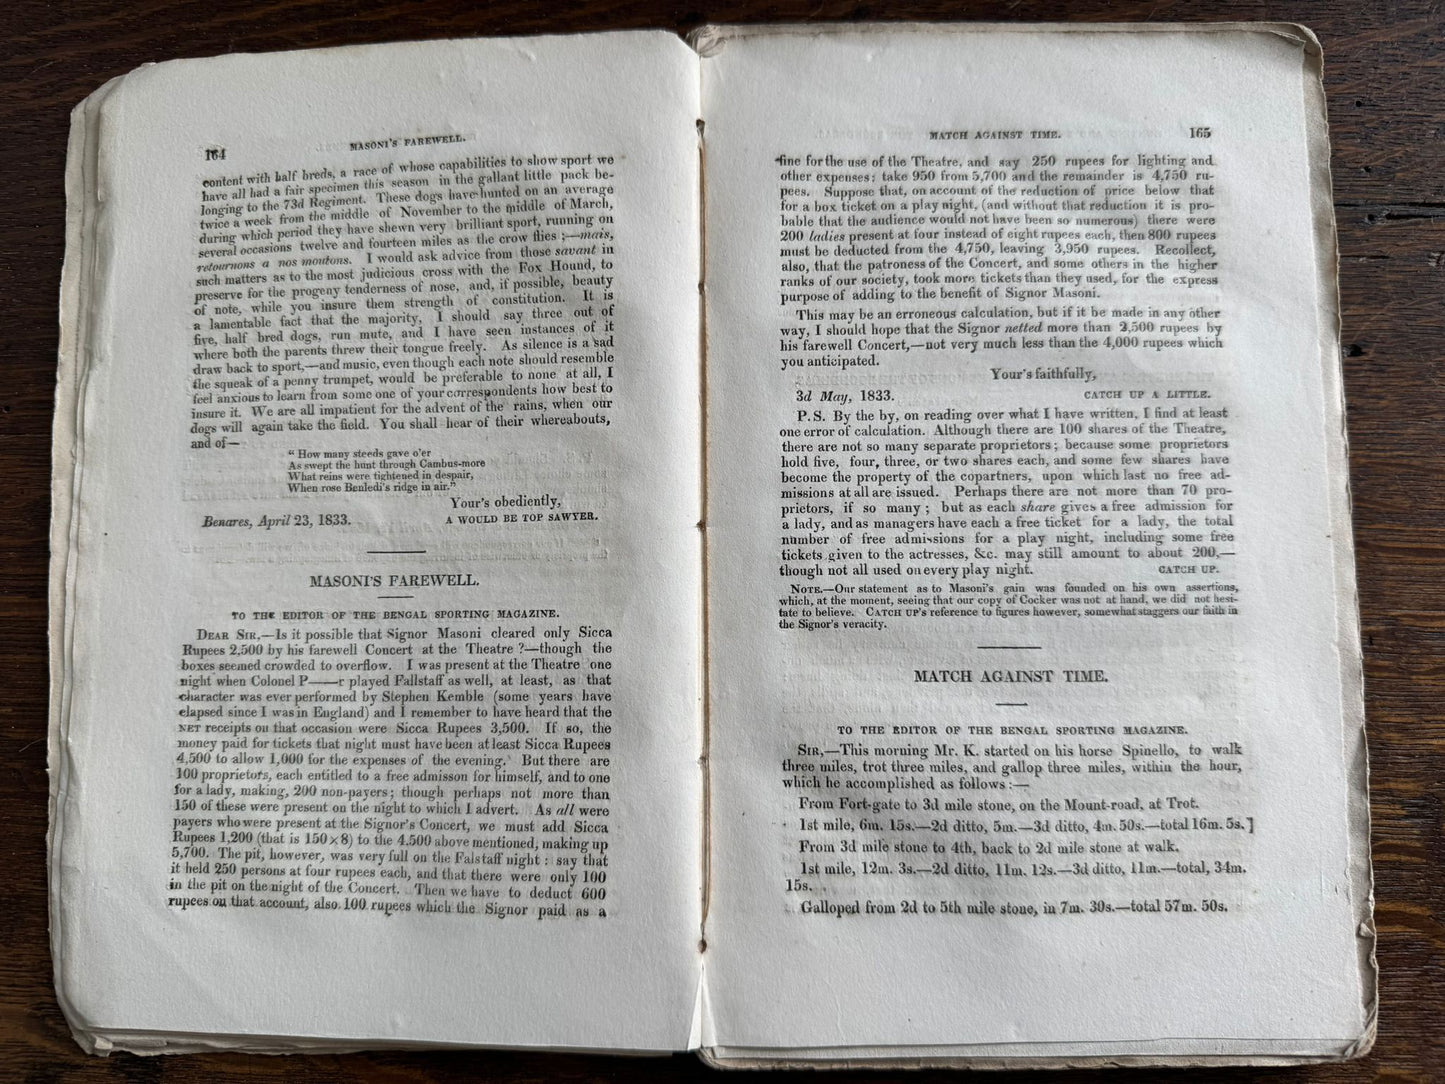 164
MASONI'S FAREWELL.
content with half breds, a race of whose capabilities to show sport we
have all had a fair specimen this season in the gallant little pack be-
longing to the 73d Regiment. These dogs have hunted on an average
twice a week from the middle of November to the middle of March,
during which period they have shewn very brilliant sport, running on
several occasions twelve and fourteen miles as the crow flies ;—mais,
retournons a nos moutons. I would ask advice from those savant in
such matters as to the most judicious cross with the Fox Hound, to
preserve for the progeny tenderness of nose, and, if possible, beauty
of note, while you insure them strength of constitution. It is
a lamentable fact that the majority, I should say three out of
five, half bred dogs, run mute, and I have seen instances of it
where both the parents threw their tongue freely. As silence is a sad
draw back to sport,—and music, even though each note should resemble
the squeak of a penny trumpet, would be preferable to none at all, I
feel anxious to learn from some one of your correspondents how best to
insure it. We are all impatient for the advent of the rains, when our
dogs will again take the field. You shall hear of their whereabouts,
and of—
" How many steeds gave o'er
As swept the hunt through Cambus-more
What reins were tightened in despair,
When rose Benledi's ridge in air."
Your's obediently,
Benares, April 23, 1833. A WOULD BE TOP SAWYER.
MASONI'S FAREWELL.
TO THE EDITOR OF THE BENGAL SPORTING MAGAZINE.
DEAR SIR,—Is it possible that Signor Masoni cleared only Sicca
Rupees 2,500 by his farewell Concert at the Theatre ?—though the
boxes seemed crowded to overflow. I was present at the Theatre one
night when Colonel P——r played Fallstaff as well, at least, as that
character was ever performed by Stephen Kemble (some years have
elapsed since I was in England) and I remember to have heard that the
NET receipts on that occasion were Sicca Rupees 3,500. If so, the
money paid for tickets that night must have been at least Sicca Rupees
4,500 to allow 1,000 for the expenses of the evening. But there are
100 proprietors, each entitled to a free admisson for himself, and to one
for a lady, making, 200 non-payers; though perhaps not more than
150 of these were present on the night to which I advert. As all were
payers who were present at the Signor's Concert, we must add Sicca
Rupees 1,200 (that is 150×8) to the 4,500 above mentioned, making up
5,700. The pit, however, was very full on the Falstaff night : say that
it held 250 persons at four rupees each, and that there were only 100
in the pit on the night of the Concert. Then we have to deduct 600
rupees on that account, also 100 rupees which the Signor paid as a
MATCH AGAINST TIME.
165
fine for the use of the Theatre, and say 250 rupees for lighting and
other expenses; take 950 from 5,700 and the remainder is 4,750 ru-
pees. Suppose that, on account of the reduction of price below that
for a box ticket on a play night, (and without that reduction it is pro-
bable that the audience would not have been so numerous) there were
200 ladies present at four instead of eight rupees each, then 800 rupees
must be deducted from the 4,750, leaving 3,950 rupees. Recollect,
also, that the patroness of the Concert, and some others in the higher
ranks of our society, took more tickets than they used, for the express
purpose of adding to the benefit of Signor Masoni.
This may be an erroneous calculation, but if it be made in any other
way, I should hope that the Signor netted more than 2,500 rupees by
his farewell Concert,—not very much less than the 4,000 rupees which
you anticipated.
Your's faithfully,
3d May, 1833. CATCH UP A LITTLE.
P.S. By the by, on reading over what I have written, I find at least
one error of calculation. Although there are 100 shares of the Theatre,
there are not so many separate proprietors; because some proprietors
hold five, four, three, or two shares each, and some few shares have
become the property of the copartners, upon which last no free ad-
missions at all are issued. Perhaps there are not more than 70 pro-
prietors, if so many ; but as each share gives a free admission for
a lady, and as managers have each a free ticket for a lady, the total
number of free admissions for a play night, including some free
tickets given to the actresses, &c. may still amount to about 200,—
though not all used on every play night. CATCH UP.
NOTE.—Our statement as to Masoni's gain was founded on his own assertions,
which, at the moment, seeing that our copy of Cocker was not at hand, we did not hesi-
tate to believe. CATCH UP's reference to figures however, somewhat staggers our faith in
the Signor's veracity.
MATCH AGAINST TIME.
TO THE EDITOR OF THE BENGAL SPORTING MAGAZINE.
SIR,—This morning Mr. K. started on his horse Spinello, to walk
three miles, trot three miles, and gallop three miles, within the hour,
which he accomplished as follows :—
From Fort-gate to 3d mile stone, on the Mount-road, at Trot.
1st mile, 6m. 15s.—2d ditto, 5m.—3d ditto, 4m. 50s.—total 16m. 5s.]
From 3d mile stone to 4th, back to 2d mile stone at walk.
1st mile, 12m. 3s.—2d ditto, 11m. 12s.—3d ditto, 11m.—total, 34m.
15s.
Galloped from 2d to 5th mile stone, in 7m. 30s.—total 57m. 50s.